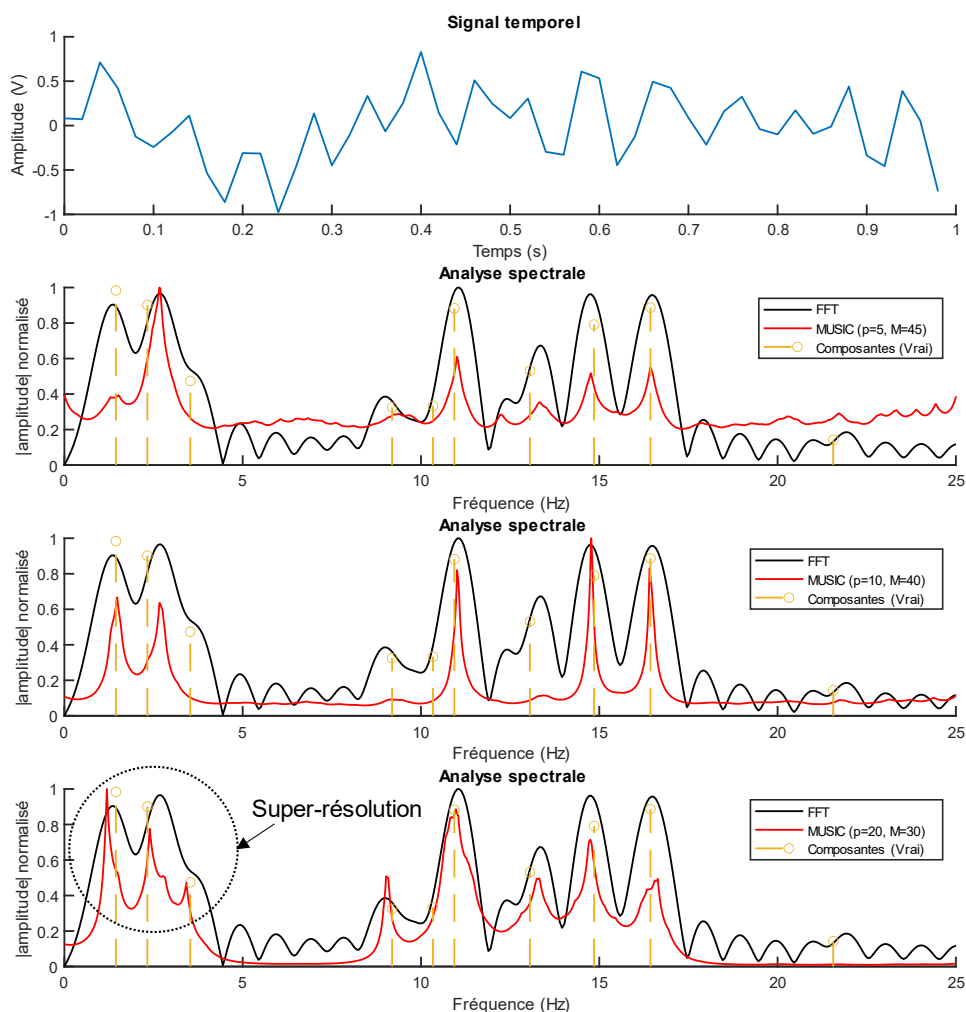 Signal temporel
Amplitude (V)
1
0.5
0
-0.5
-1
0 0.1 0.2 0.3 0.4 0.5 0.6 0.7 0.8 0.9 1
Temps (s)
Analyse spectrale
|amplitude| normalisé
1
0.8
0.6
0.4
0.2
0
FFT
MUSIC (p=5, M=45)
Composantes (Vrai)
0 5 10 15 20 25
Fréquence (Hz)
Analyse spectrale
|amplitude| normalisé
1
0.8
0.6
0.4
0.2
0
FFT
MUSIC (p=10, M=40)
Composantes (Vrai)
0 5 10 15 20 25
Fréquence (Hz)
Analyse spectrale
|amplitude| normalisé
1
0.8
0.6
0.4
0.2
0
Super-résolution
FFT
MUSIC (p=20, M=30)
Composantes (Vrai)
0 5 10 15 20 25
Fréquence (Hz)